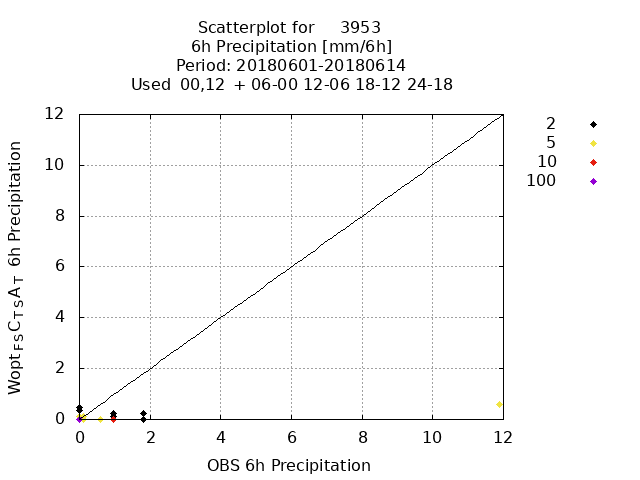 Scatterplot for 3953
6h Precipitation [mm/6h]
Period: 20180601-20180614
Used 00,12 + 06-00 12-06 18-12 24-18
12
10
8
6
4
2
0
0 2 4 6 8 10 12
Wopt_FSC_TSA_T 6h Precipitation
OBS 6h Precipitation
2
5
10
100